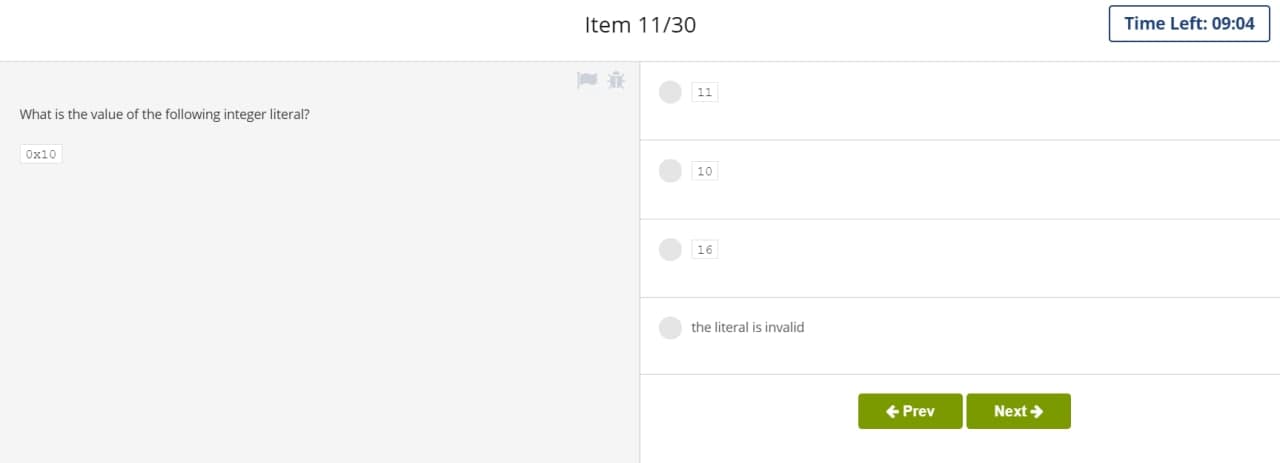 Item 11/30
Time Left: 09:04
What is the value of the following integer literal?
0x10
11
10
16
the literal is invalid
Prev
Next